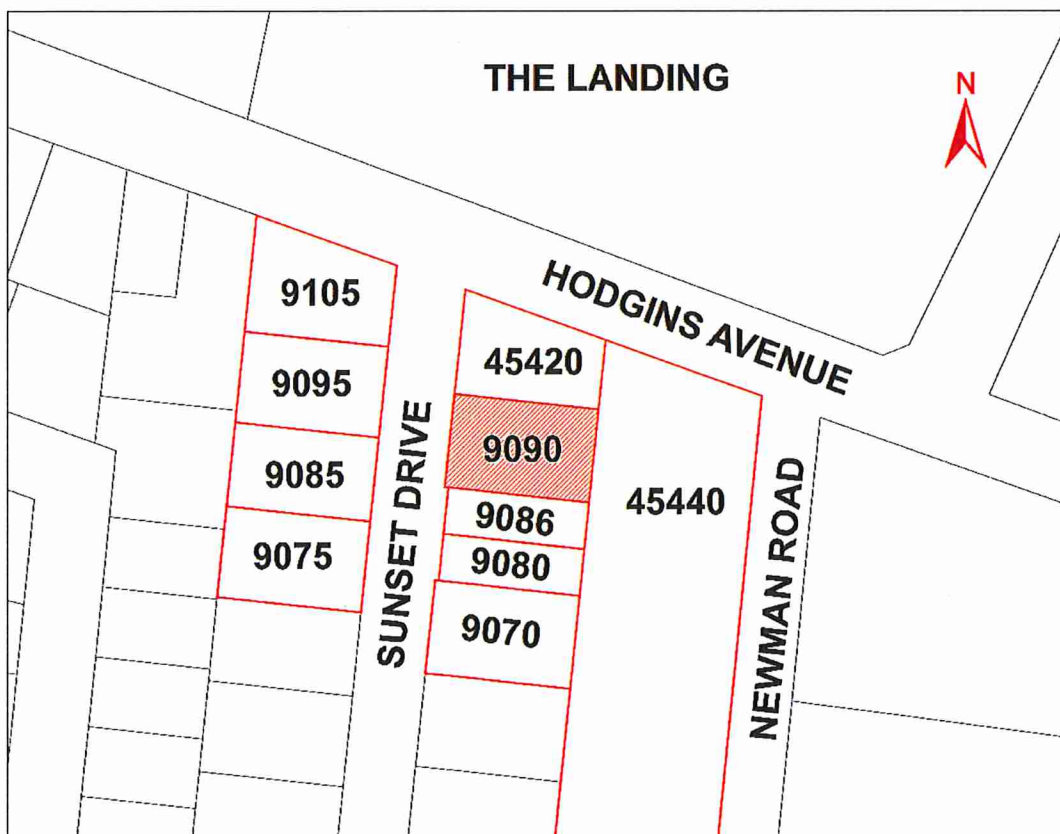 THE LANDING
N
HODGINS AVENUE
9105
45420
9095
9090
9085
45440
9086
9080
9075
9070
SUNSET DRIVE
NEWMAN ROAD